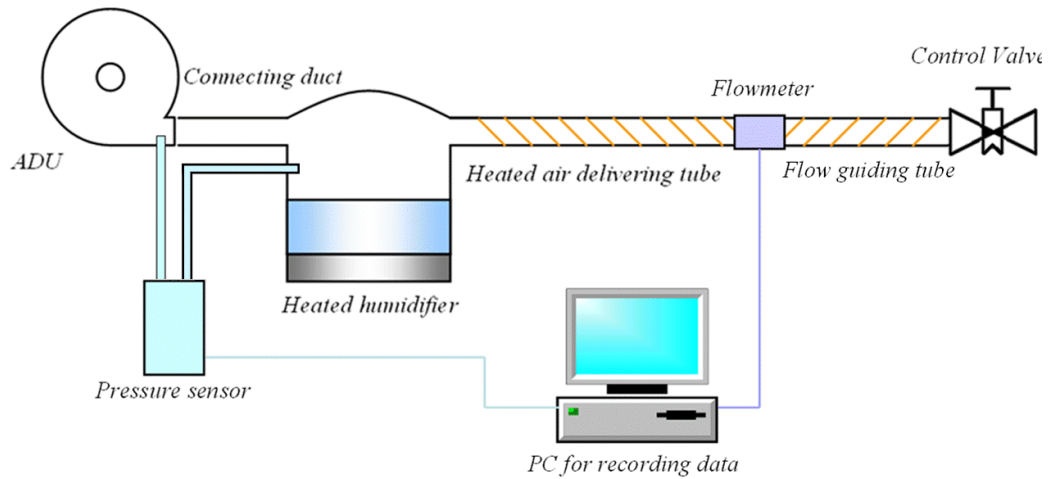 Control Valve
Connecting duct
Flowmeter
ADU
Heated air delivering tube
Flow guiding tube
Heated humidifier
Pressure sensor
PC for recording data